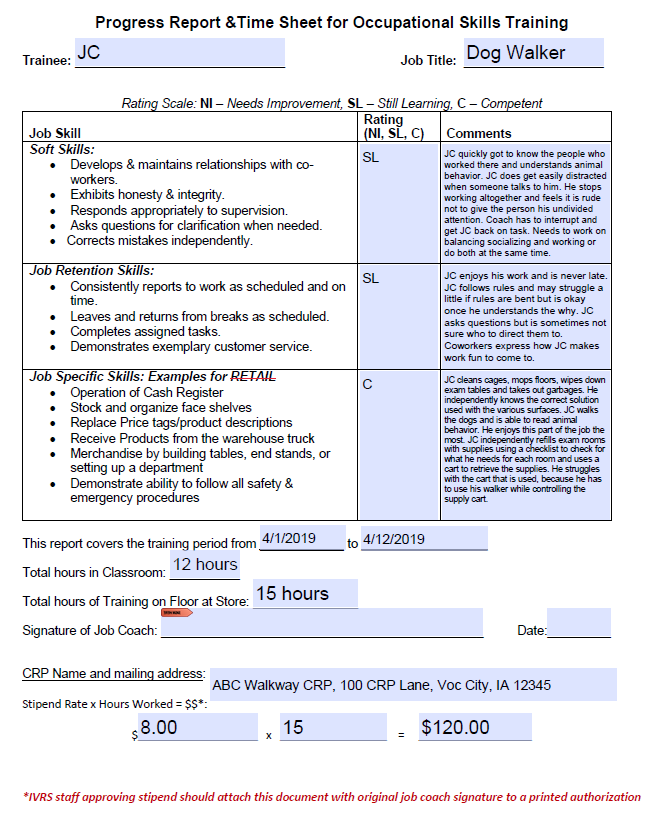 Progress Report &Time Sheet for Occupational Skills Training
Trainee: JC Job Title: Dog Walker
Rating Scale: NI – Needs Improvement, SL – Still Learning, C – Competent
Job Skill
Rating
(NI, SL, C)
Comments
Soft Skills:
• Develops & maintains relationships with co-
workers.
• Exhibits honesty & integrity.
• Responds appropriately to supervision.
• Asks questions for clarification when needed.
• Corrects mistakes independently.
SL
JC quickly got to know the people who
worked there and understands animal
behavior. JC does get easily distracted
when someone talks to him. He stops
working altogether and feels it is rude
not to give the person his undivided
attention. Coach has to interrupt and
get JC back on task. Needs to work on
balancing socializing and working or
do both at the same time.
Job Retention Skills:
• Consistently reports to work as scheduled and on
time.
• Leaves and returns from breaks as scheduled.
• Completes assigned tasks.
• Demonstrates exemplary customer service.
SL
JC enjoys his work and is never late.
JC follows rules and may struggle a
little if rules are bent but is okay
once he understands the why. JC
asks questions but is sometimes not
sure who to direct them to.
Coworkers express how JC makes
work fun to come to.
Job Specific Skills: Examples for RETAIL
• Operation of Cash Register
• Stock and organize face shelves
• Replace Price tags/product descriptions
• Receive Products from the warehouse truck
• Merchandise by building tables, end stands, or
setting up a department
• Demonstrate ability to follow all safety &
emergency procedures
C
JC cleans cages, mops floors, wipes down
exam tables and takes out garbages. He
independently knows the correct solution
used with the various surfaces. JC walks
the dogs and is able to read animal
behavior. He enjoys this part of the job the
most. JC independently refills exam rooms
with supplies using a checklist to check for
what he needs for each room and uses a
cart to retrieve the supplies. He struggles
with the cart that is used, because he has
to use his walker while controlling the
supply cart.
This report covers the training period from 4/1/2019 to 4/12/2019
Total hours in Classroom: 12 hours
Total hours of Training on Floor at Store: 15 hours
Signature of Job Coach: Date:
CRP Name and mailing address: ABC Walkway CRP, 100 CRP Lane, Voc City, IA 12345
Stipend Rate x Hours Worked = $$*:
$ 8.00 x 15 = $120.00
*IVRS staff approving stipend should attach this document with original job coach signature to a printed authorization